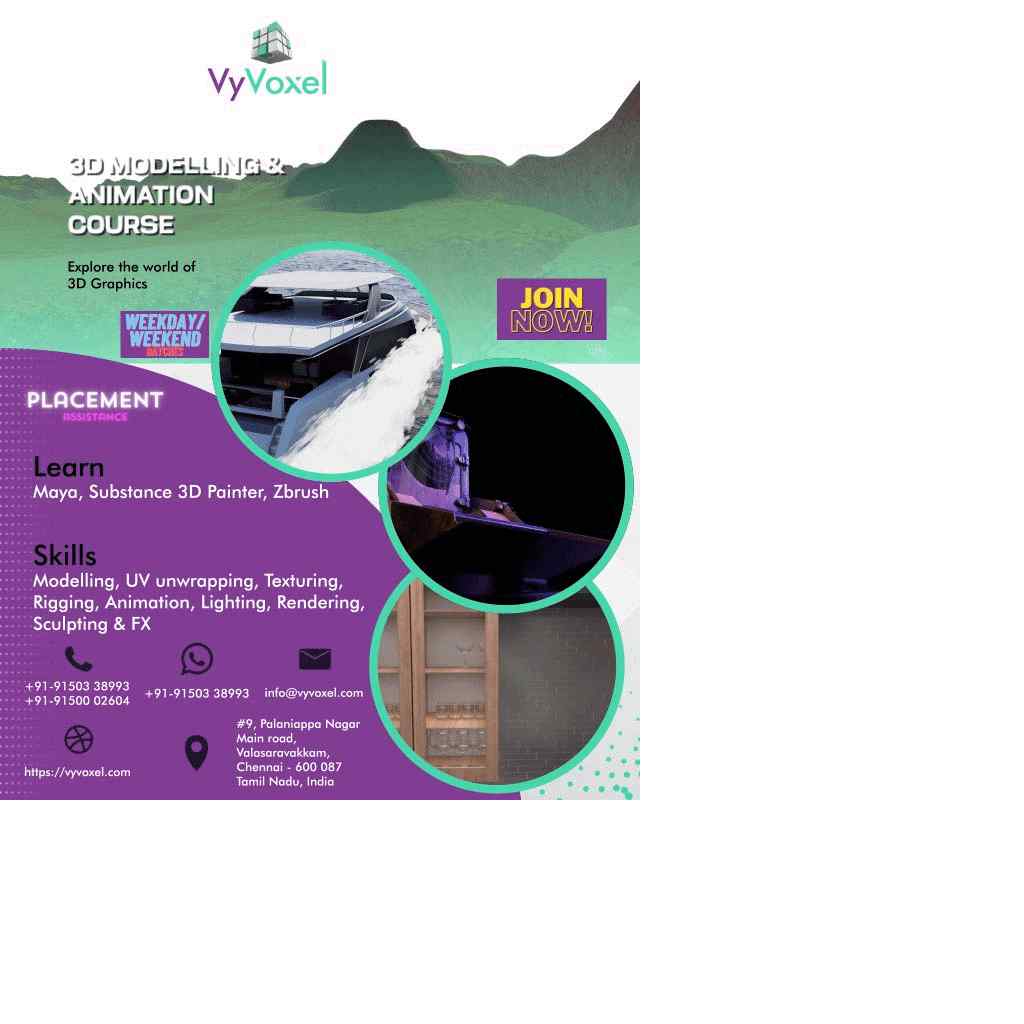 VyVoxel
3D MODELLING &
ANIMATION
COURSE
Explore the world of
3D Graphics
JOIN
NOW!
WEEKDAY/
WEEKEND
BATCHES
PLACEMENT
ASSISTANCE
Learn
Maya, Substance 3D Painter, Zbrush
Skills
Modelling, UV unwrapping, Texturing,
Rigging, Animation, Lighting, Rendering,
Sculpting & FX
+91-91503 38993
+91-91500 02604
+91-91503 38993
info@vyvoxel.com
https://vyvoxel.com
#9, Palaniappa Nagar
Main road,
Valasaravakkam,
Chennai - 600 087
Tamil Nadu, India